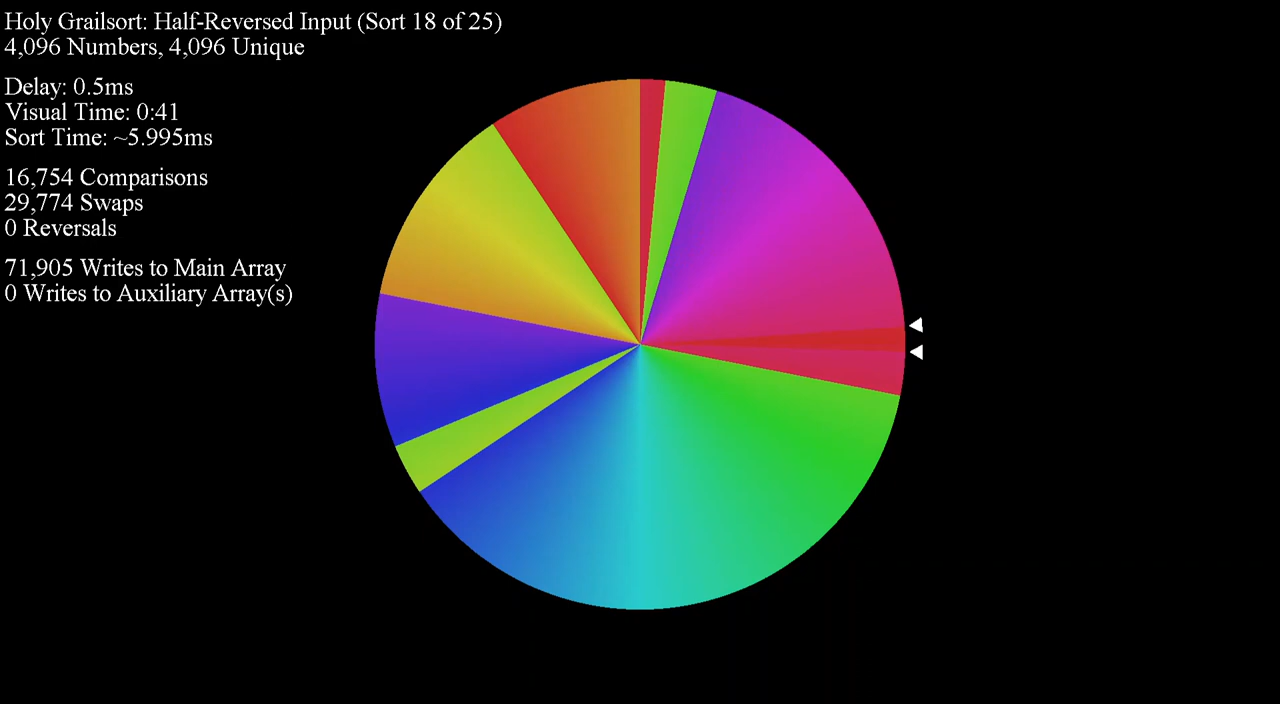 Holy Grailsort: Half-Reversed Input (Sort 18 of 25)
4,096 Numbers, 4,096 Unique
Delay: 0.5ms
Visual Time: 0:41
Sort Time: ~5.995ms
16,754 Comparisons
29,774 Swaps
0 Reversals
71,905 Writes to Main Array
0 Writes to Auxiliary Array(s)